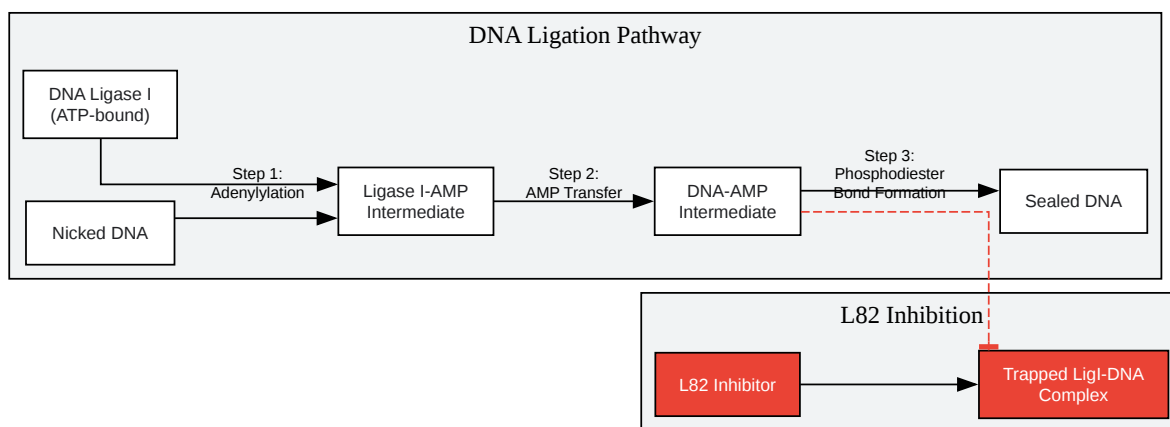 DNA Ligation Pathway
DNA Ligase I
(ATP-bound)
Step 1:
Adenylylation
Nicked DNA
Ligase I-AMP
Intermediate
Step 2:
AMP Transfer
DNA-AMP
Intermediate
Step 3:
Phosphodiester
Bond Formation
Sealed DNA
L82 Inhibition
L82 Inhibitor
Trapped LigI-DNA
Complex